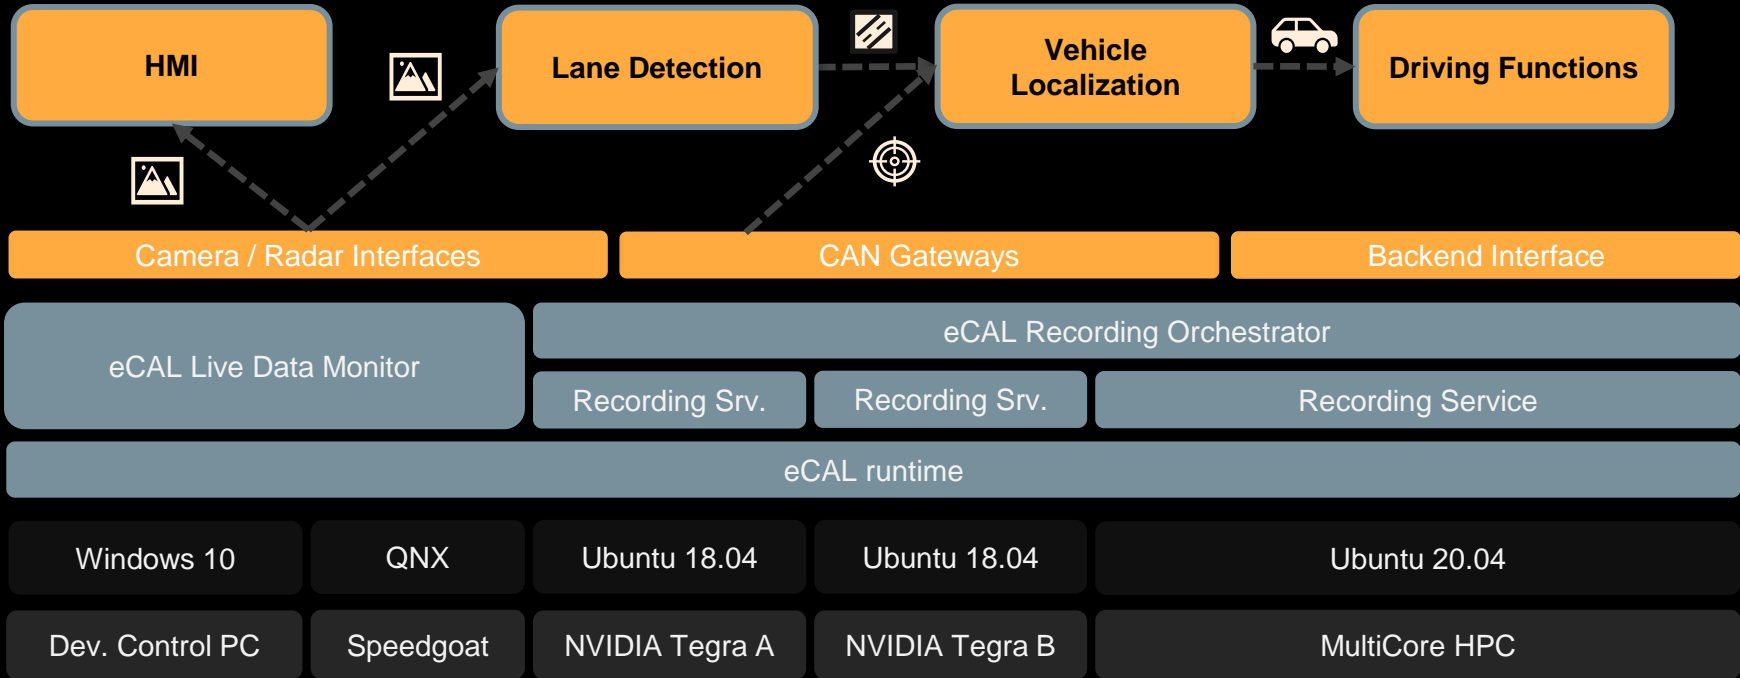 HMI
Lane Detection
Vehicle
Localization
Driving Functions
Camera / Radar Interfaces
CAN Gateways
Backend Interface
eCAL Live Data Monitor
eCAL Recording Orchestrator
Recording Srv.
Recording Srv.
Recording Service
eCAL runtime
Windows 10
QNX
Ubuntu 18.04
Ubuntu 18.04
Ubuntu 20.04
Dev. Control PC
Speedgoat
NVIDIA Tegra A
NVIDIA Tegra B
MultiCore HPC